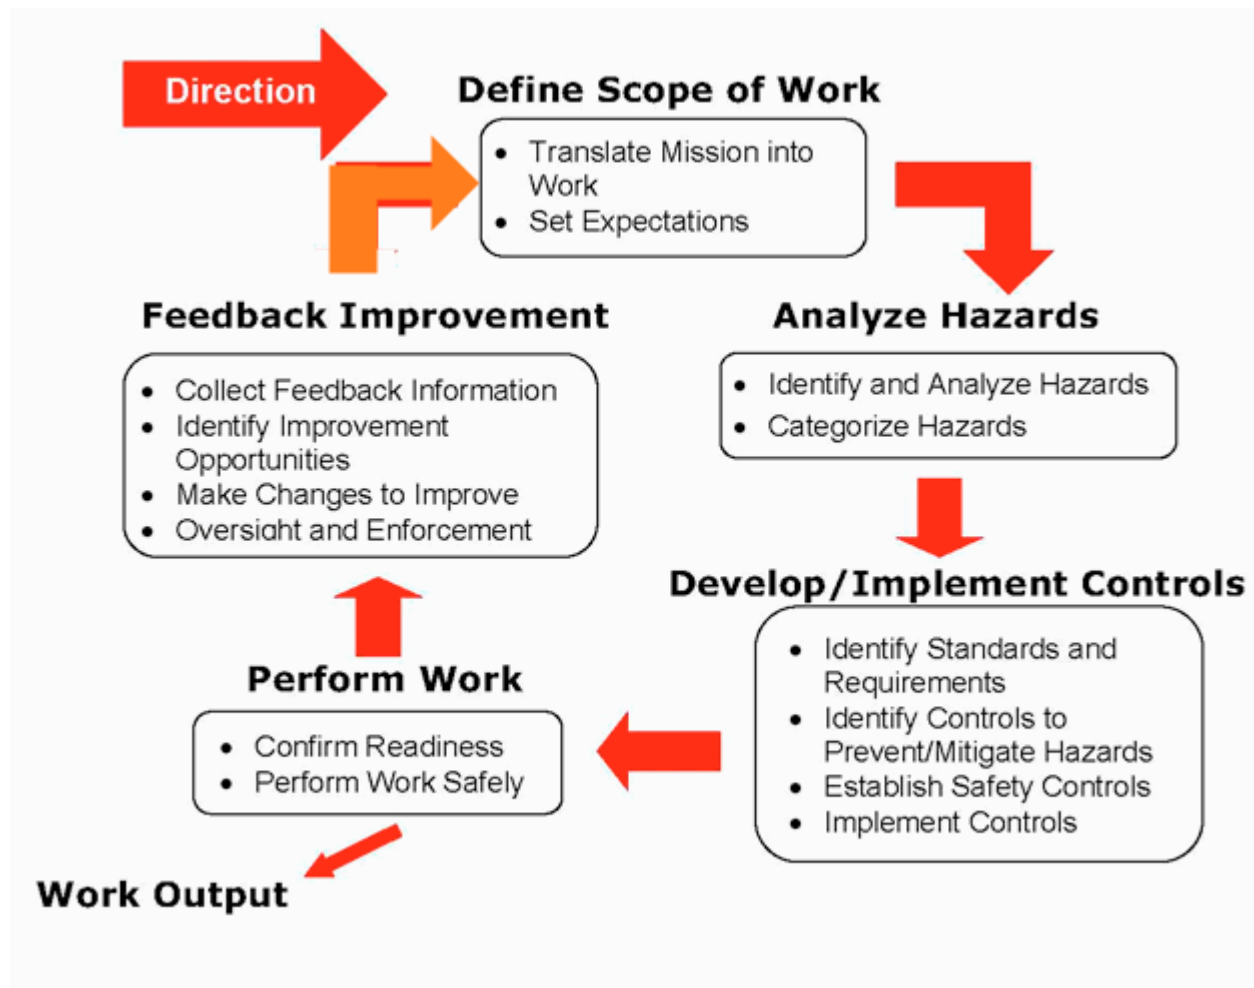 Direction
Define Scope of Work
• Translate Mission into
Work
• Set Expectations
Feedback Improvement
• Collect Feedback Information
• Identify Improvement
Opportunities
• Make Changes to Improve
• Oversight and Enforcement
Analyze Hazards
• Identify and Analyze Hazards
• Categorize Hazards
Develop/Implement Controls
• Identify Standards and
Requirements
• Identify Controls to
Prevent/Mitigate Hazards
• Establish Safety Controls
• Implement Controls
Perform Work
• Confirm Readiness
• Perform Work Safely
Work Output